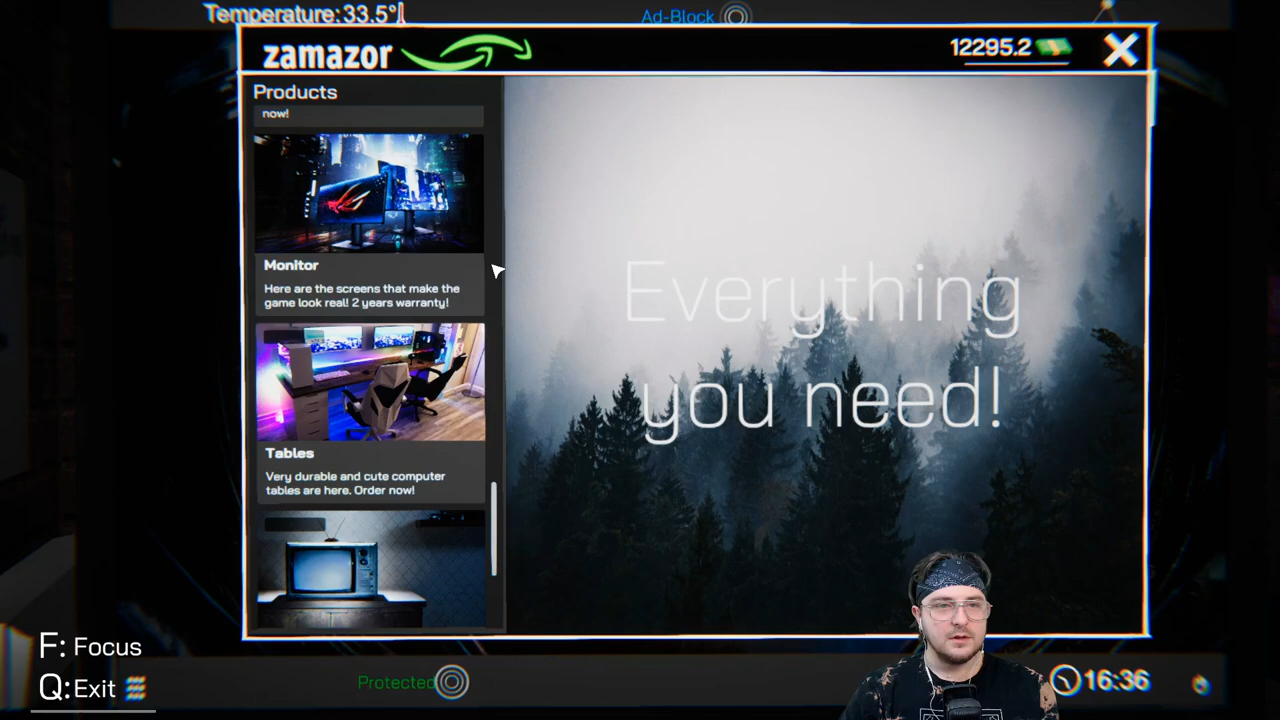 Temperature: 33.5°
Ad-Block
zamazor
12295.2
X
Products
now!
Monitor
Here are the screens that make the
game look real! 2 years warranty!
Tables
Very durable and cute computer
tables are here. Order now!
Everything
you need!
F: Focus
Q: Exit
Protected
16:36